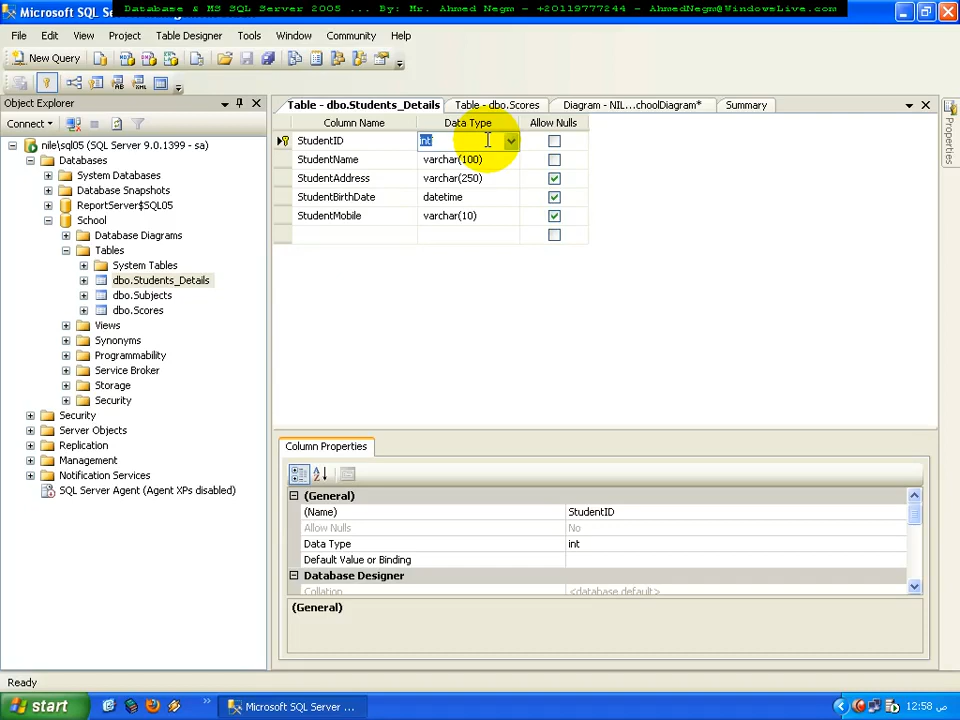 Database & MS SQL Server 2005 ... By: Mr. Ahmed Negm - +20119777244 - AhmedNegm@WindowsLive.com
File Edit View Project Table Designer Tools Window Community Help
New Query
Object Explorer
Connect
nile\sql05 (SQL Server 9.0.1399 - sa)
Databases
System Databases
Database Snapshots
ReportServer$SQL05
School
Database Diagrams
Tables
System Tables
dbo.Students_Details
dbo.Subjects
dbo.Scores
Views
Synonyms
Programmability
Service Broker
Storage
Security
Security
Server Objects
Replication
Management
Notification Services
SQL Server Agent (Agent XPs disabled)
Table - dbo.Students_Details Table - dbo.Scores Diagram - NIL...choolDiagram* Summary
Column Name Data Type Allow Nulls
StudentID int
StudentName varchar(100)
StudentAddress varchar(250)
StudentBirthDate datetime
StudentMobile varchar(10)
Properties
Column Properties
(General)
(Name) StudentID
Allow Nulls No
Data Type int
Default Value or Binding
Database Designer
Collation <database default>
(General)
Ready
start Microsoft SQL Server ... 12:58 ص